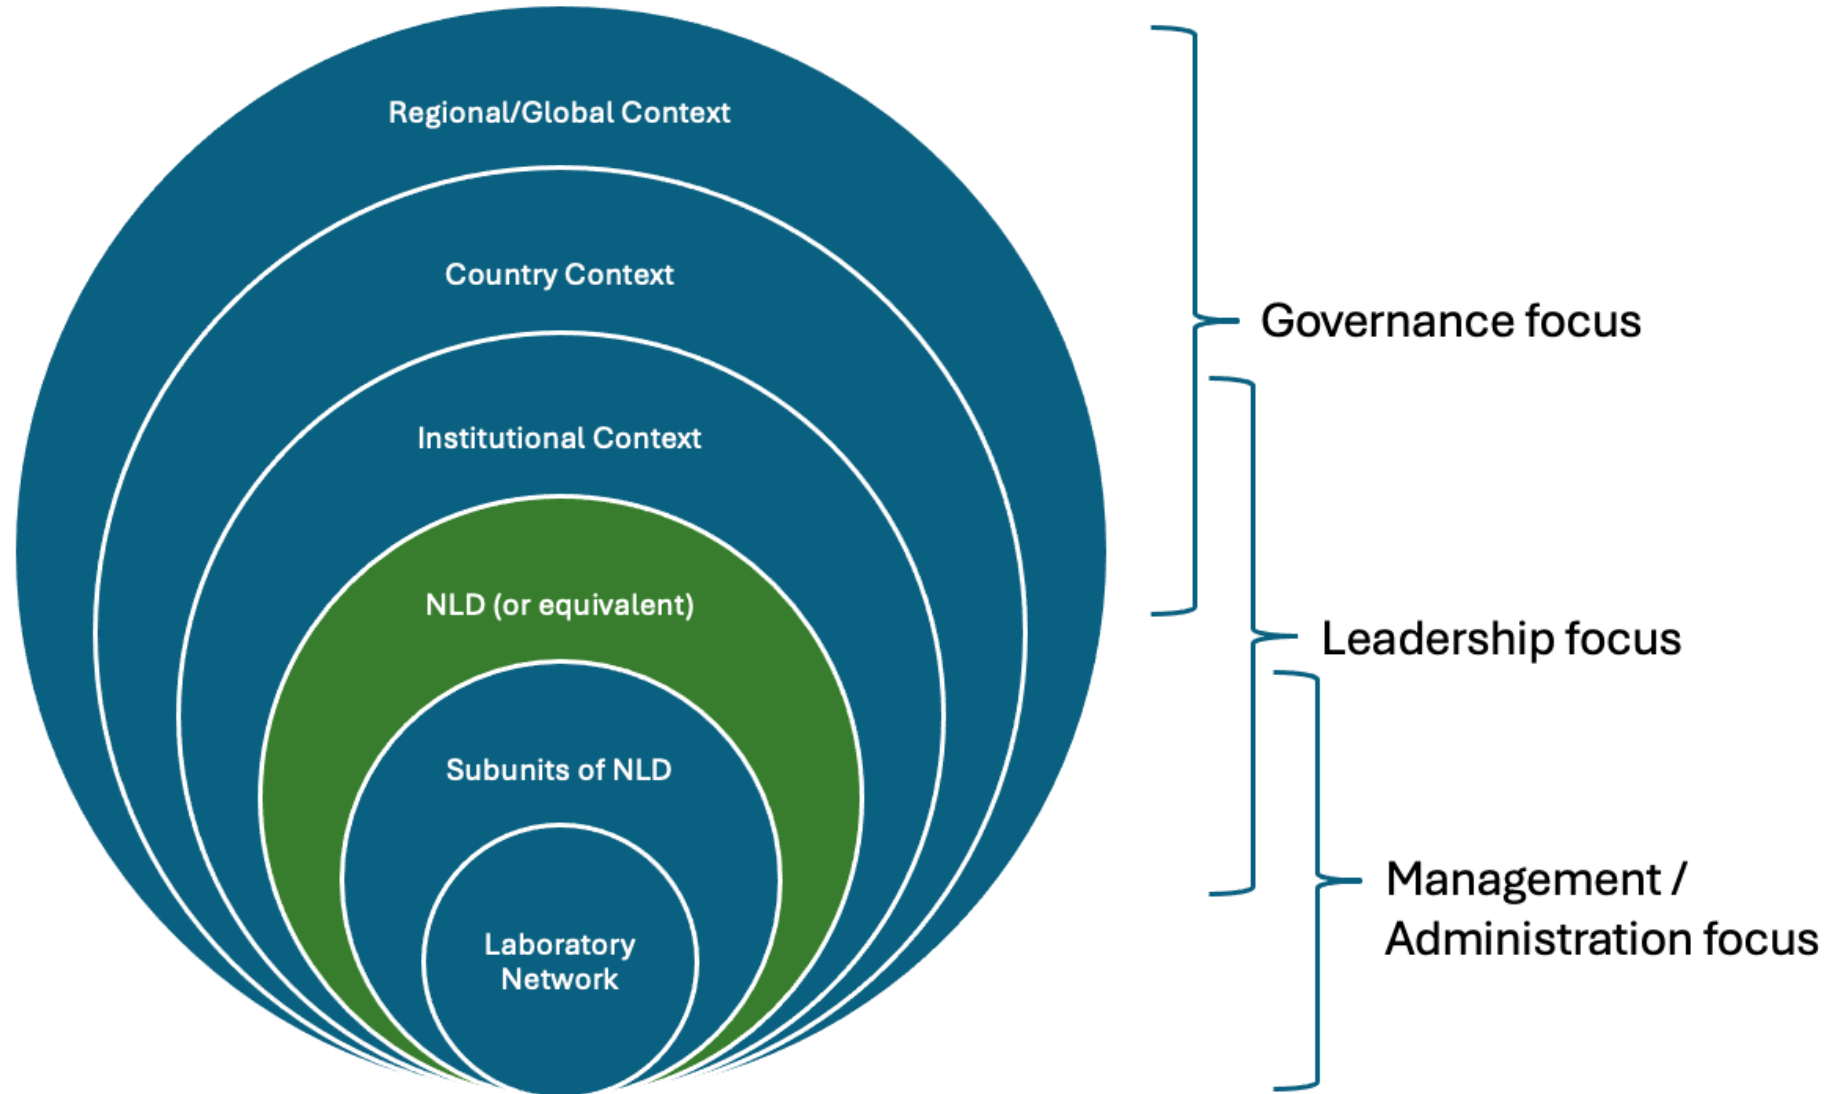 Regional/Global Context
Country Context
Institutional Context
NLD (or equivalent)
Subunits of NLD
Laboratory
Network
Governance focus
Leadership focus
Management /
Administration focus